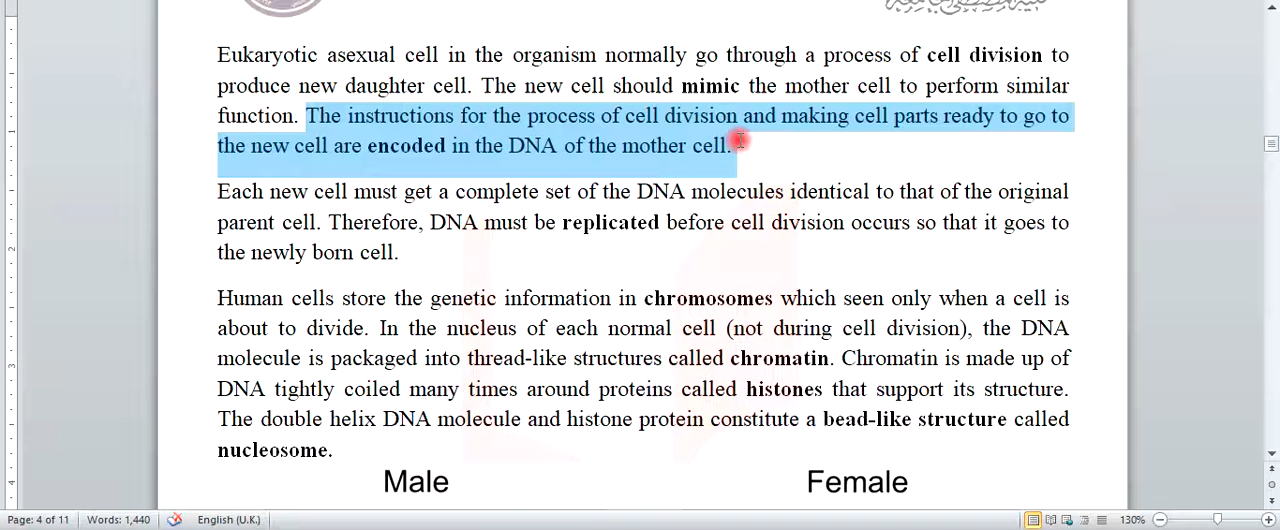 Eukaryotic asexual cell in the organism normally go through a process of cell division to
produce new daughter cell. The new cell should mimic the mother cell to perform similar
function. The instructions for the process of cell division and making cell parts ready to go to
the new cell are encoded in the DNA of the mother cell.
Each new cell must get a complete set of the DNA molecules identical to that of the original
parent cell. Therefore, DNA must be replicated before cell division occurs so that it goes to
the newly born cell.
Human cells store the genetic information in chromosomes which seen only when a cell is
about to divide. In the nucleus of each normal cell (not during cell division), the DNA
molecule is packaged into thread-like structures called chromatin. Chromatin is made up of
DNA tightly coiled many times around proteins called histones that support its structure.
The double helix DNA molecule and histone protein constitute a bead-like structure called
nucleosome.
Male Female
Page: 4 of 11 Words: 1,440 English (U.K.) 130%